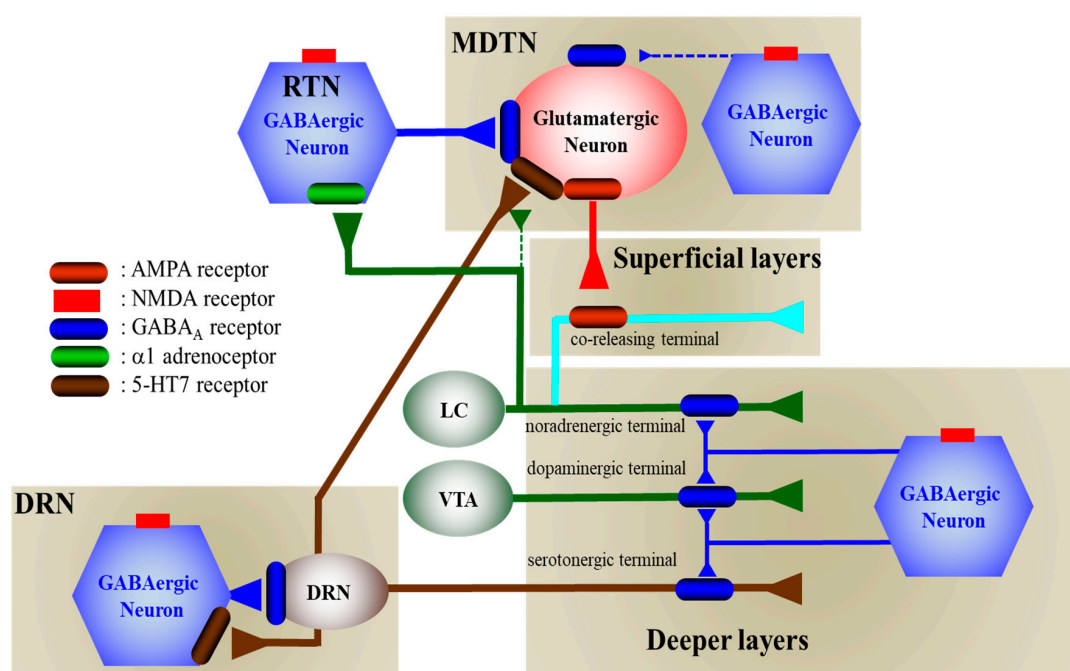 MDTN
RTN
GABAergic
Neuron
Glutamatergic
Neuron
GABAergic
Neuron
Superficial layers
: AMPA receptor
: NMDA receptor
: GABAA receptor
: α1 adrenoceptor
: 5-HT7 receptor
co-releasing terminal
LC
noradrenergic terminal
dopaminergic terminal
VTA
GABAergic
Neuron
DRN
serotonergic terminal
GABAergic
Neuron
DRN
Deeper layers